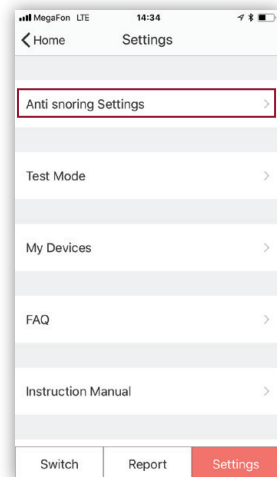 MegaFon LTE 14:34
Home Settings
Anti snoring Settings
Test Mode
My Devices
FAQ
Instruction Manual
Switch Report Settings